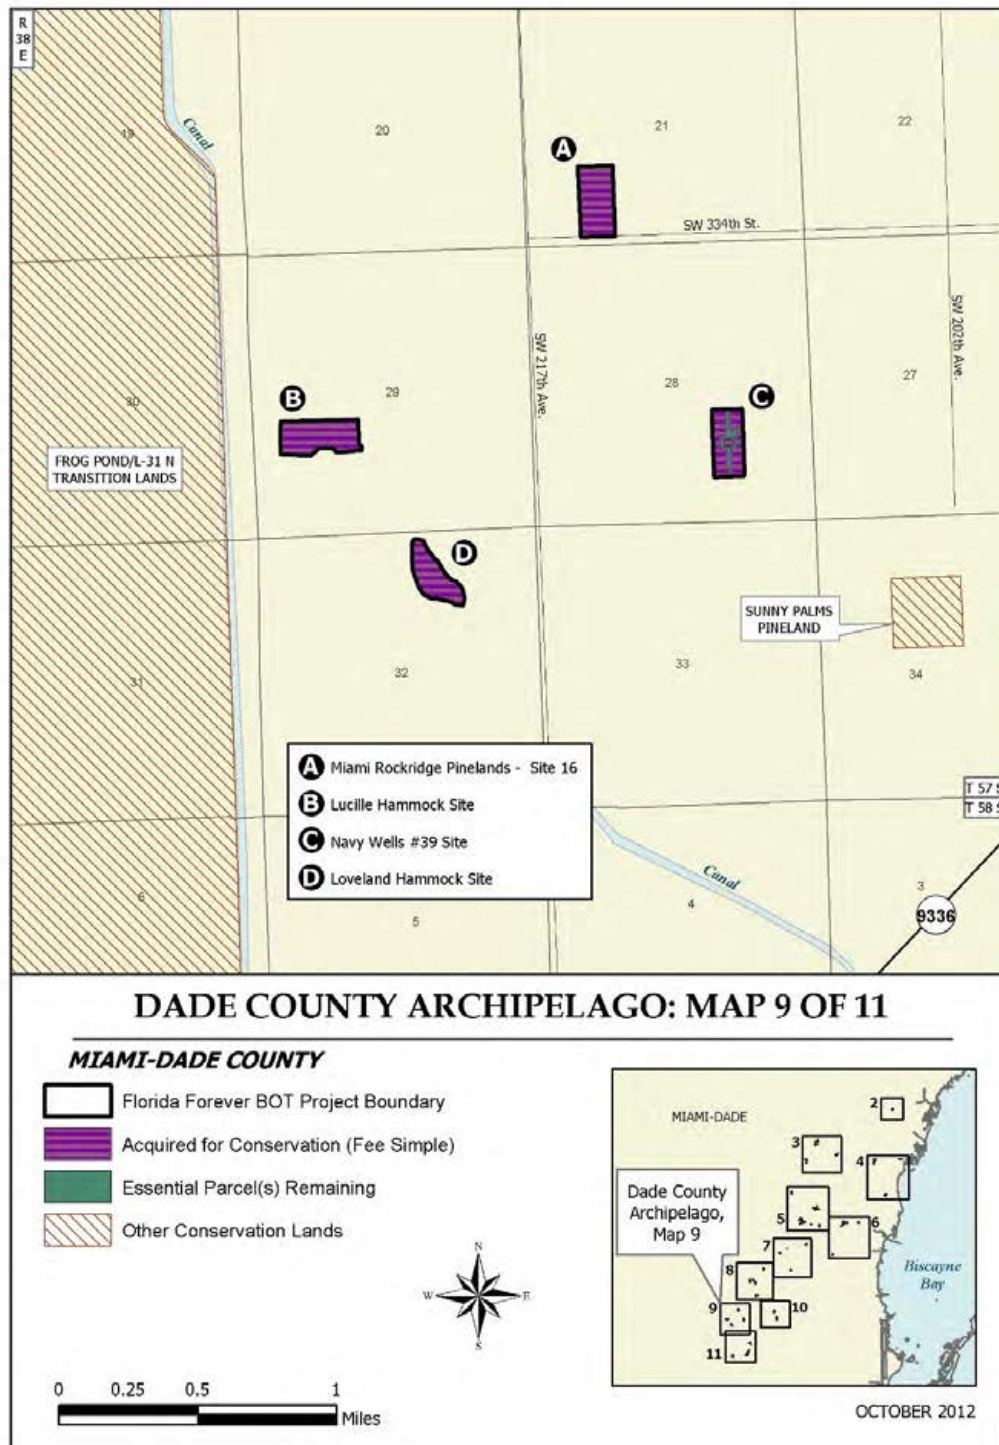 R
38
E
19
Canal
20
21
22
A
SW 334th St.
SW 202th Ave.
SW 217th Ave.
30
29
28
27
B
C
FROG POND/L-31 N
TRANSITION LANDS
D
SUNNY PALMS
PINELAND
31
32
33
34
A Miami Rockridge Pinelands - Site 16
B Lucille Hammock Site
C Navy Wells #39 Site
D Loveland Hammock Site
T 57 S
T 58 S
6
5
4
Canal
3
9336
DADE COUNTY ARCHIPELAGO: MAP 9 OF 11
MIAMI-DADE COUNTY
Florida Forever BOT Project Boundary
Acquired for Conservation (Fee Simple)
Essential Parcel(s) Remaining
Other Conservation Lands
N
W E
S
0 0.25 0.5 1
Miles
MIAMI-DADE
2
3
4
Dade County
Archipelago,
Map 9
5
6
7
8
Biscayne
Bay
9
10
11
OCTOBER 2012